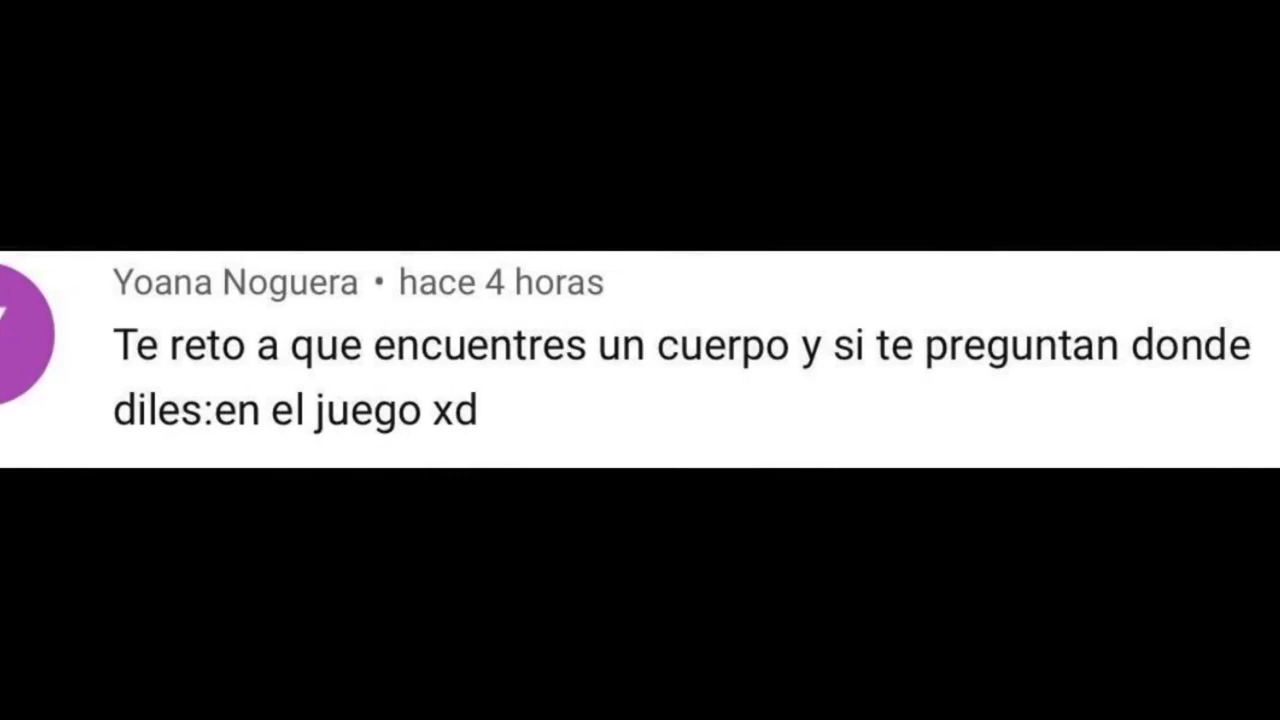 Yoana Noguera • hace 4 horas
Te reto a que encuentres un cuerpo y si te preguntan donde
diles:en el juego xd